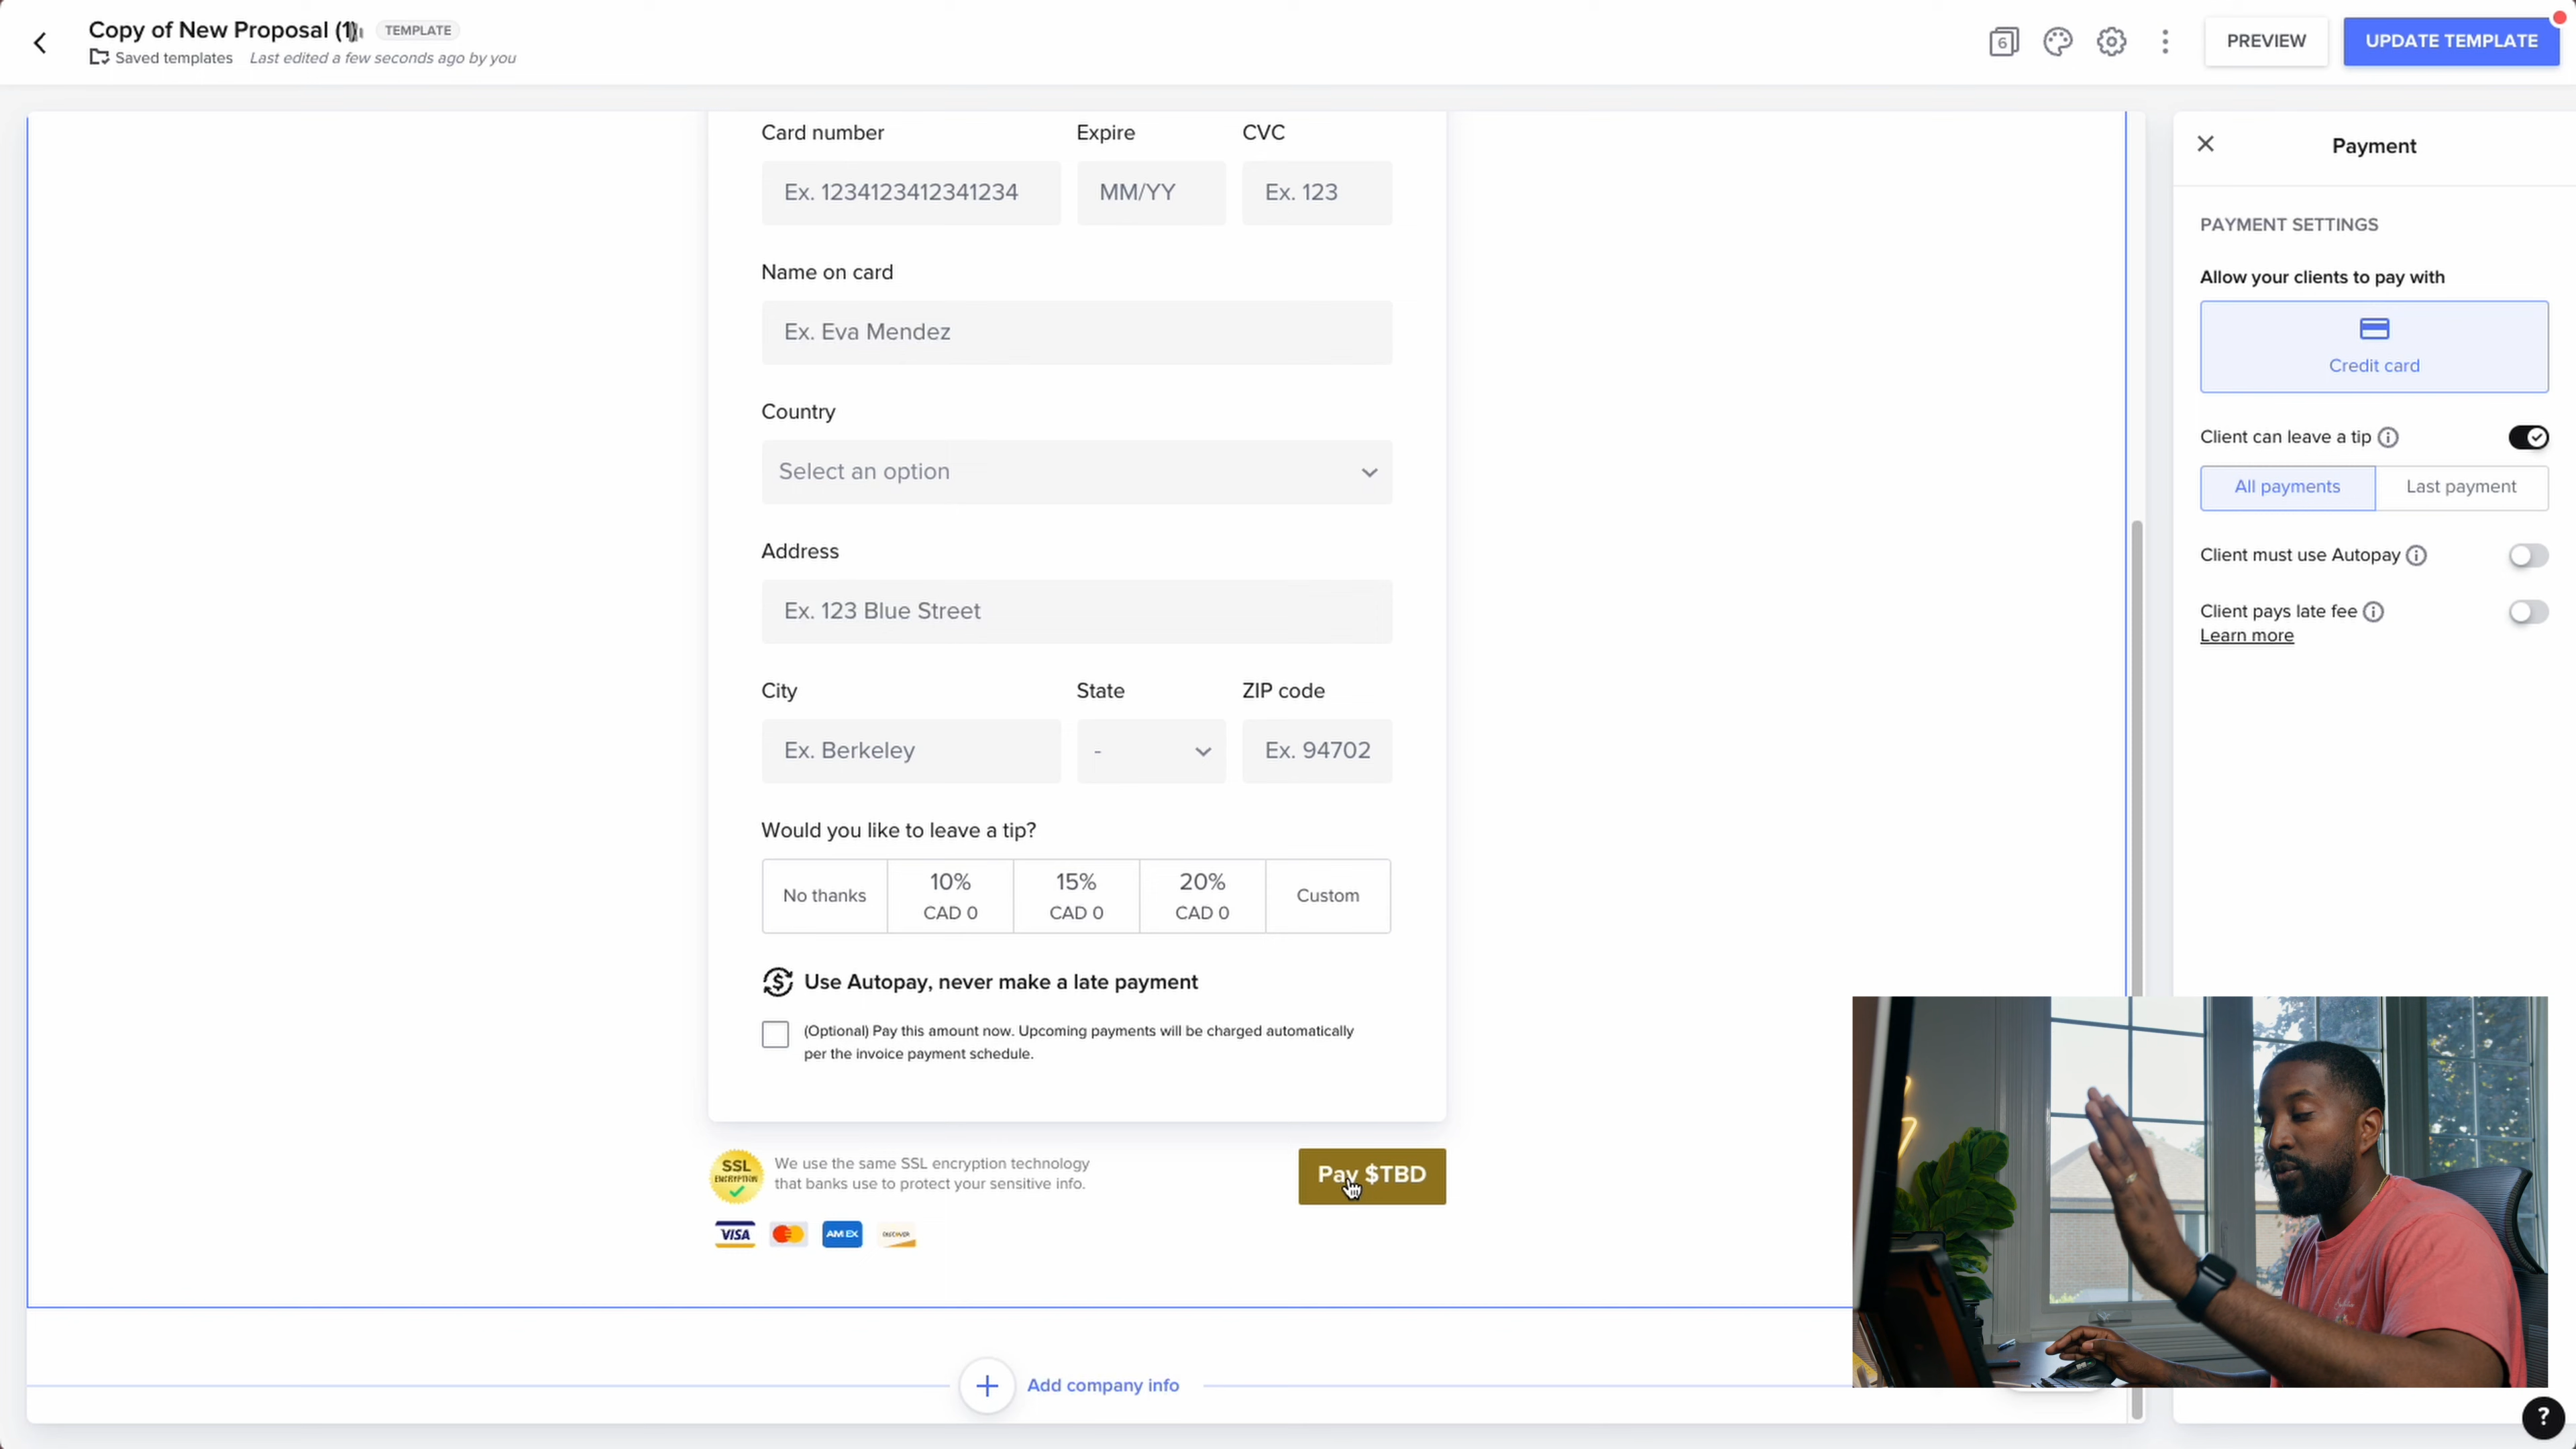 Copy of New Proposal (1)
TEMPLATE
Saved templates
Last edited a few seconds ago by you
6
PREVIEW
UPDATE TEMPLATE
Card number
Expire
CVC
Ex. 1234123412341234
MM/YY
Ex. 123
Name on card
Ex. Eva Mendez
Country
Select an option
Address
Ex. 123 Blue Street
City
State
ZIP code
Ex. Berkeley
-
Ex. 94702
Would you like to leave a tip?
No thanks
10%
CAD 0
15%
CAD 0
20%
CAD 0
Custom
Use Autopay, never make a late payment
(Optional) Pay this amount now. Upcoming payments will be charged automatically
per the invoice payment schedule.
SSL
ENCRYPTION
We use the same SSL encryption technology
that banks use to protect your sensitive info.
Pay $TBD
VISA
AMEX
DISCOVER
Add company info
Payment
PAYMENT SETTINGS
Allow your clients to pay with
Credit card
Client can leave a tip
All payments
Last payment
Client must use Autopay
Client pays late fee
Learn more
?